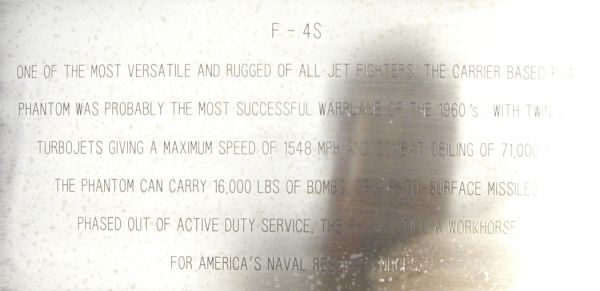 F - 4S
ONE OF THE MOST VERSATILE AND RUGGED OF ALL JET FIGHTERS, THE CARRIER BASED
PHANTOM WAS PROBABLY THE MOST SUCCESSFUL WARPLANE OF THE 1960's. WITH TWIN
TURBOJETS GIVING A MAXIMUM SPEED OF 1548 MPH AND COMBAT CEILING OF 71,000
THE PHANTOM CAN CARRY 16,000 LBS OF BOMBS, SURFACE MISSILES
PHASED OUT OF ACTIVE DUTY SERVICE, THE A WORKHORSE
FOR AMERICA'S NAVAL